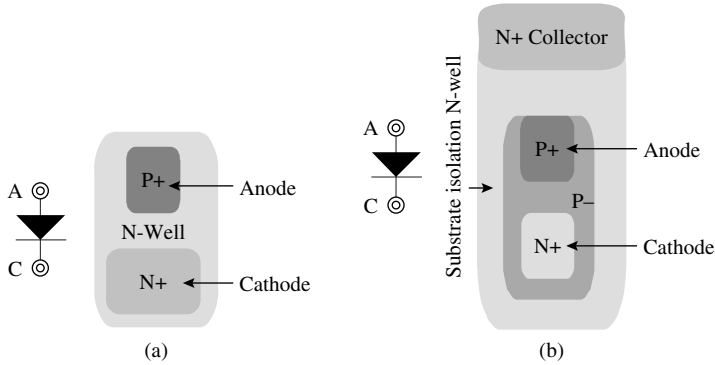 A
C
P+
Anode
N-Well
N+
Cathode
(a)
A
C
Substrate isolation N-well
N+ Collector
P+
Anode
P–
N+
Cathode
(b)